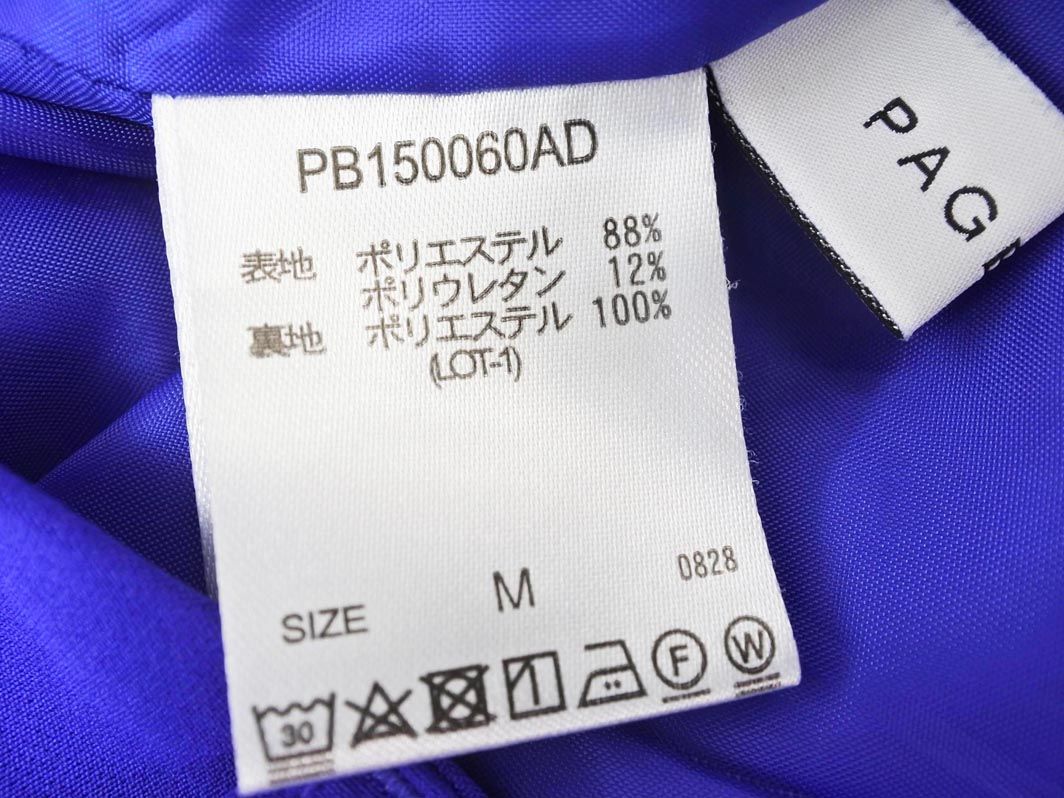 PB150060AD
表地 ポリエステル 88%
ポリウレタン 12%
裏地 ポリエステル 100%
(LOT-1)
SIZE M 0828
30 F W
PAG